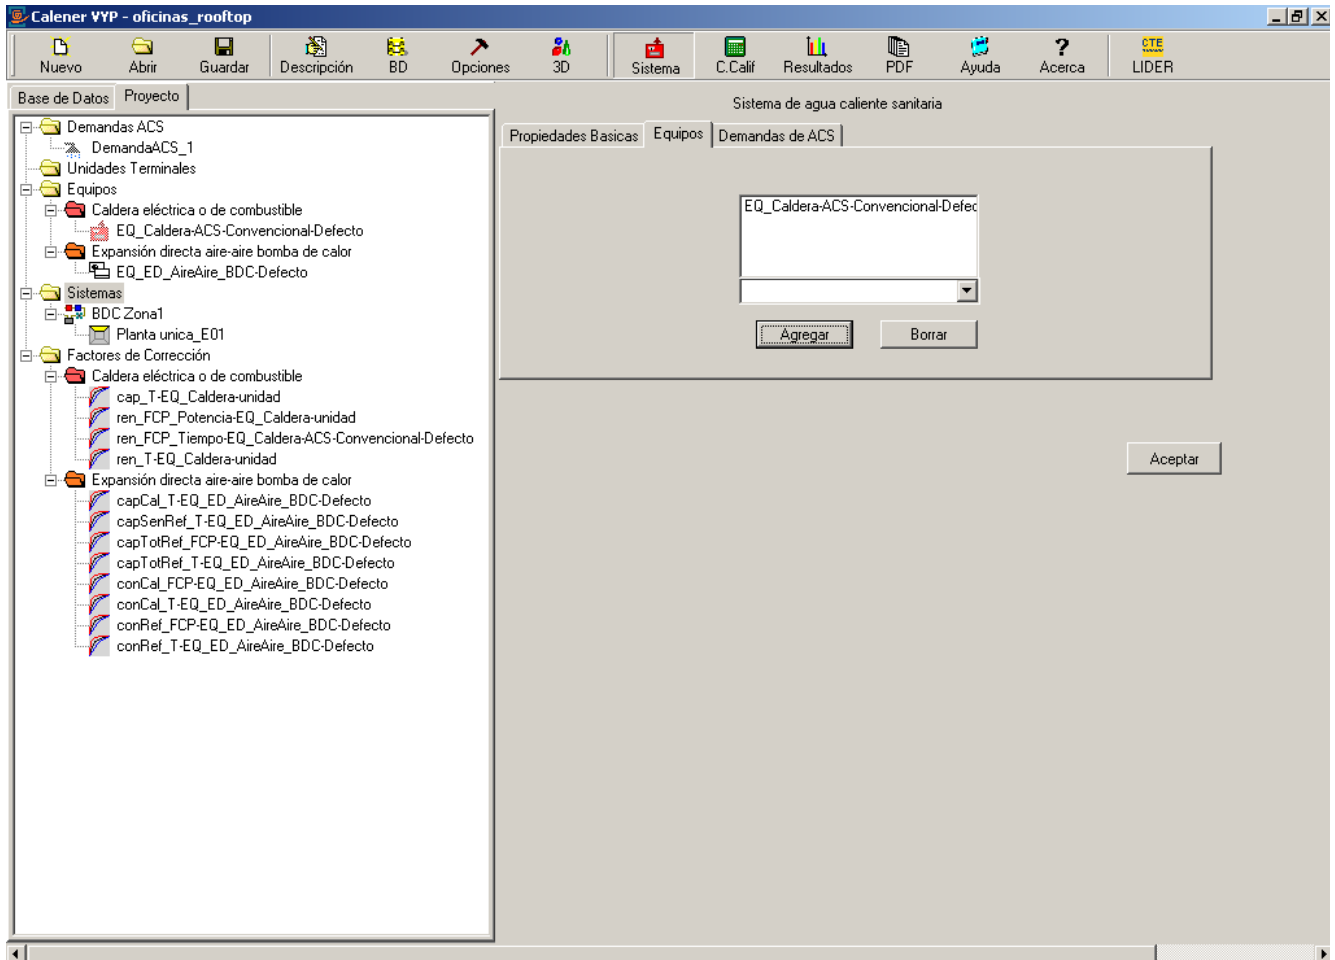 Calener VYP - oficinas_rooftop
Nuevo Abrir Guardar Descripción BD Opciones 3D Sistema C.Calif Resultados PDF Ayuda ? Acerca CTE LIDER
Base de Datos Proyecto
Sistema de agua caliente sanitaria
Propiedades Basicas Equipos Demandas de ACS
Demandas ACS
DemandaACS_1
Unidades Terminales
Equipos
Caldera eléctrica o de combustible
EQ_Caldera-ACS-Convencional-Defecto
Expansión directa aire-aire bomba de calor
EQ_ED_AireAire_BDC-Defecto
Sistemas
BDC Zona1
Planta unica_E01
Factores de Corrección
Caldera eléctrica o de combustible
cap_T-EQ_Caldera-unidad
ren_FCP_Potencia-EQ_Caldera-unidad
ren_FCP_Tiempo-EQ_Caldera-ACS-Convencional-Defecto
ren_T-EQ_Caldera-unidad
Expansión directa aire-aire bomba de calor
capCal_T-EQ_ED_AireAire_BDC-Defecto
capSenRef_T-EQ_ED_AireAire_BDC-Defecto
capTotRef_FCP-EQ_ED_AireAire_BDC-Defecto
capTotRef_T-EQ_ED_AireAire_BDC-Defecto
conCal_FCP-EQ_ED_AireAire_BDC-Defecto
conCal_T-EQ_ED_AireAire_BDC-Defecto
conRef_FCP-EQ_ED_AireAire_BDC-Defecto
conRef_T-EQ_ED_AireAire_BDC-Defecto
EQ_Caldera-ACS-Convencional-Defec
Agregar Borrar
Aceptar